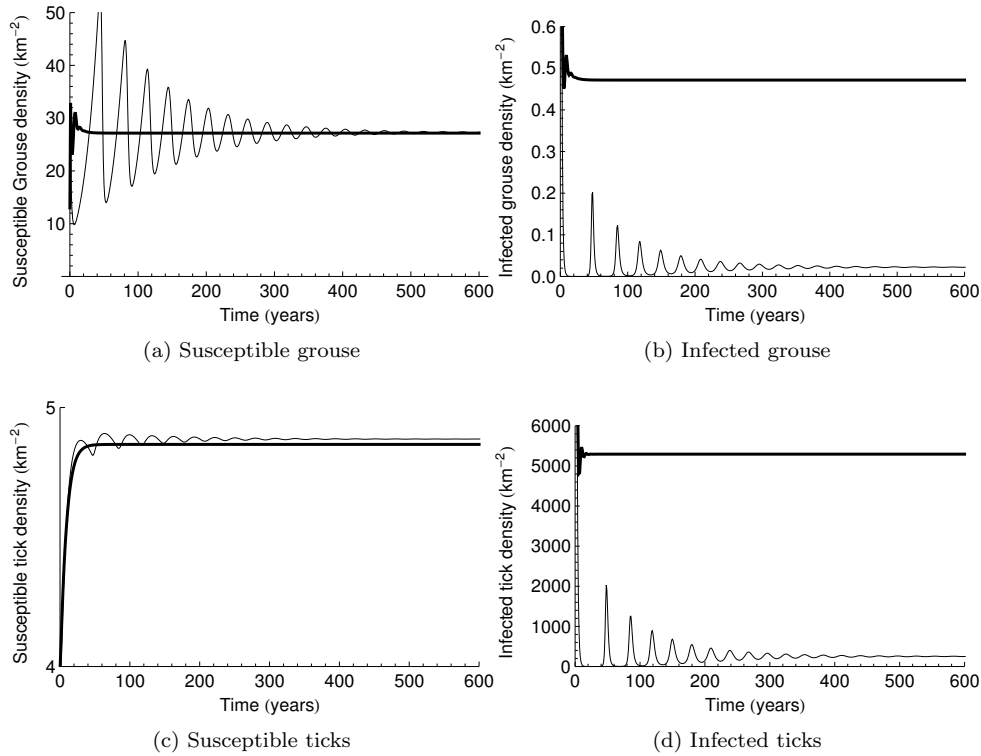 Susceptible Grouse density (km⁻²)
50
40
30
20
10
0 100 200 300 400 500 600
Time (years)
(a) Susceptible grouse
Infected grouse density (km⁻²)
0.6
0.5
0.4
0.3
0.2
0.1
0.0
0 100 200 300 400 500 600
Time (years)
(b) Infected grouse
Susceptible tick density (km⁻²)
5
4
0 100 200 300 400 500 600
Time (years)
(c) Susceptible ticks
Infected tick density (km⁻²)
6000
5000
4000
3000
2000
1000
0
0 100 200 300 400 500 600
Time (years)
(d) Infected ticks